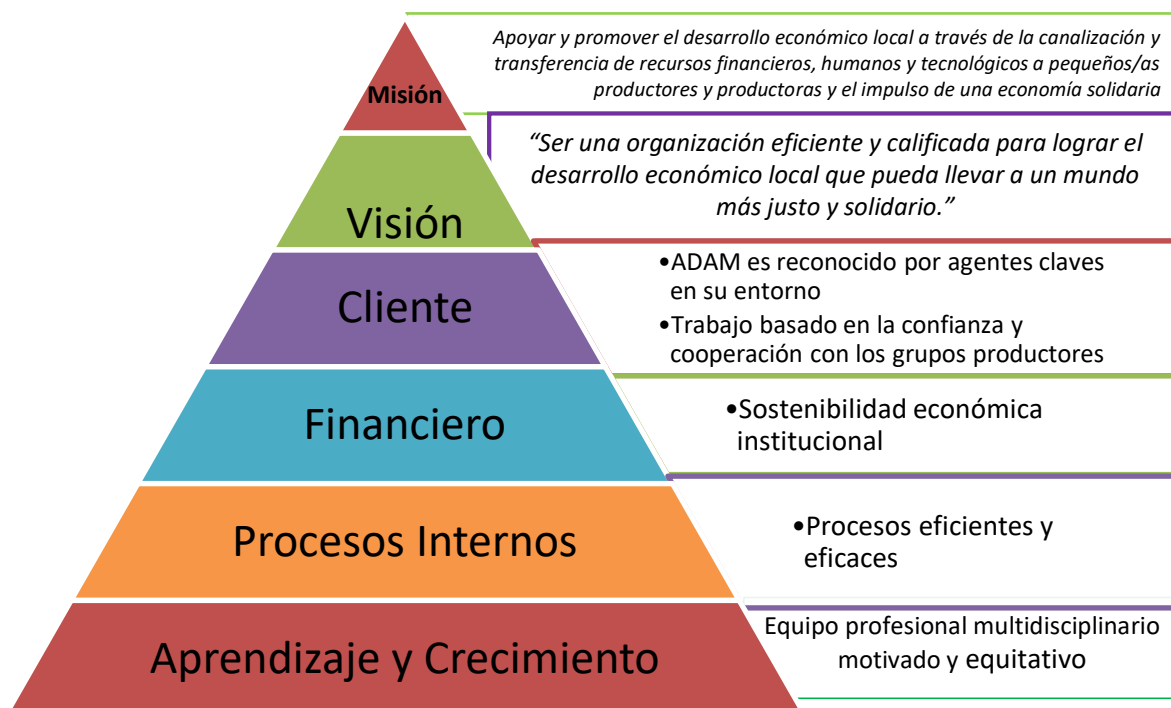 Misión
Apoyar y promover el desarrollo económico local a través de la canalización y
transferencia de recursos financieros, humanos y tecnológicos a pequeños/as
productores y productoras y el impulso de una economía solidaria
Visión
“Ser una organización eficiente y calificada para lograr el
desarrollo económico local que pueda llevar a un mundo
más justo y solidario.”
Cliente
•ADAM es reconocido por agentes claves
en su entorno
•Trabajo basado en la confianza y
cooperación con los grupos productores
Financiero
•Sostenibilidad económica
institucional
Procesos Internos
•Procesos eficientes y
eficaces
Aprendizaje y Crecimiento
Equipo profesional multidisciplinario
motivado y equitativo